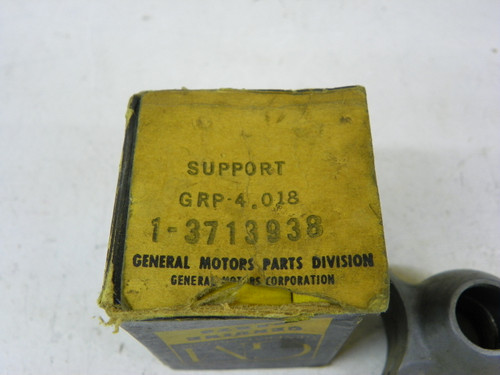 SUPPORT
GRP-4.018
1-3713938
GENERAL MOTORS PARTS DIVISION
GENERAL MOTORS CORPORATION